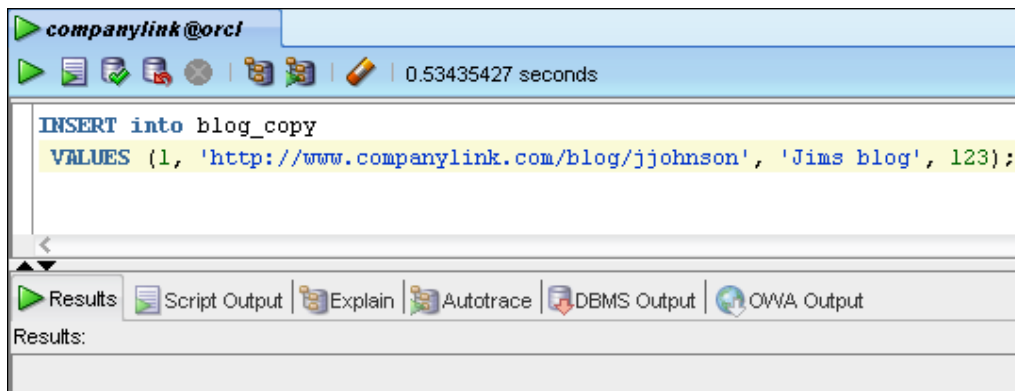 companylink@orcl
0.53435427 seconds
INSERT into blog_copy
VALUES (1, 'http://www.companylink.com/blog/jjohnson', 'Jims blog', 123);
Results Script Output Explain Autotrace DBMS Output OWA Output
Results: